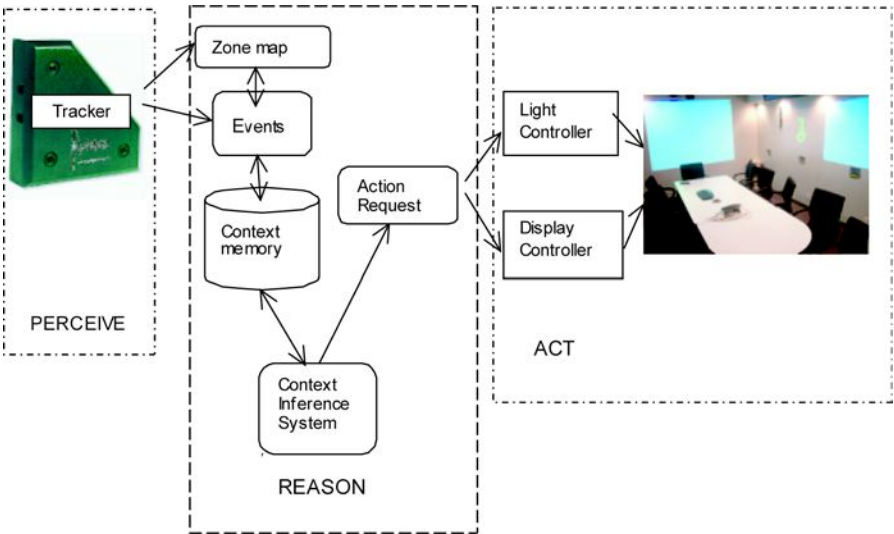 Tracker
PERCEIVE
Zone map
Events
Context
memory
Action
Request
Context
Inference
System
REASON
Light
Controller
Display
Controller
ACT